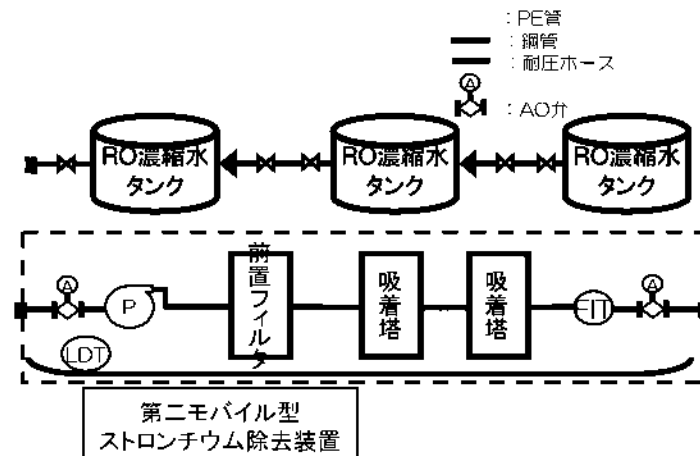 ：PE管
：鋼管
：耐圧ホース
A
：AO弁
RO濃縮水
タンク
RO濃縮水
タンク
RO濃縮水
タンク
A
P
前置フィルタ
吸着塔
吸着塔
FIT
A
LDT
第二モバイル型
ストロンチウム除去装置